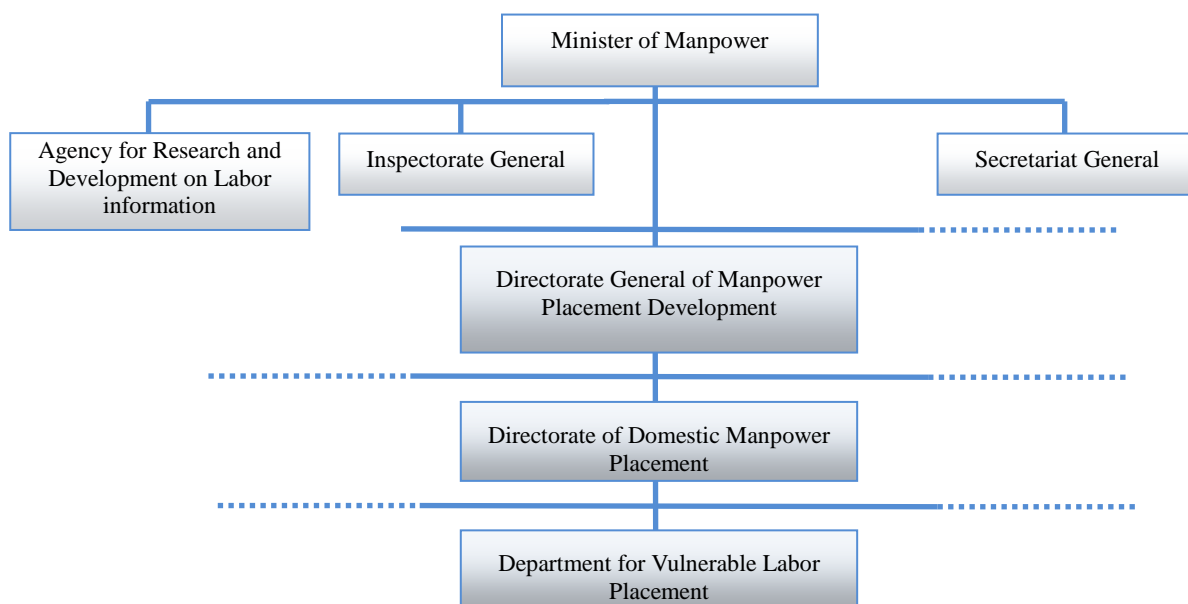 Minister of Manpower
Agency for Research and
Development on Labor
information
Inspectorate General
Secretariat General
Directorate General of Manpower
Placement Development
Directorate of Domestic Manpower
Placement
Department for Vulnerable Labor
Placement